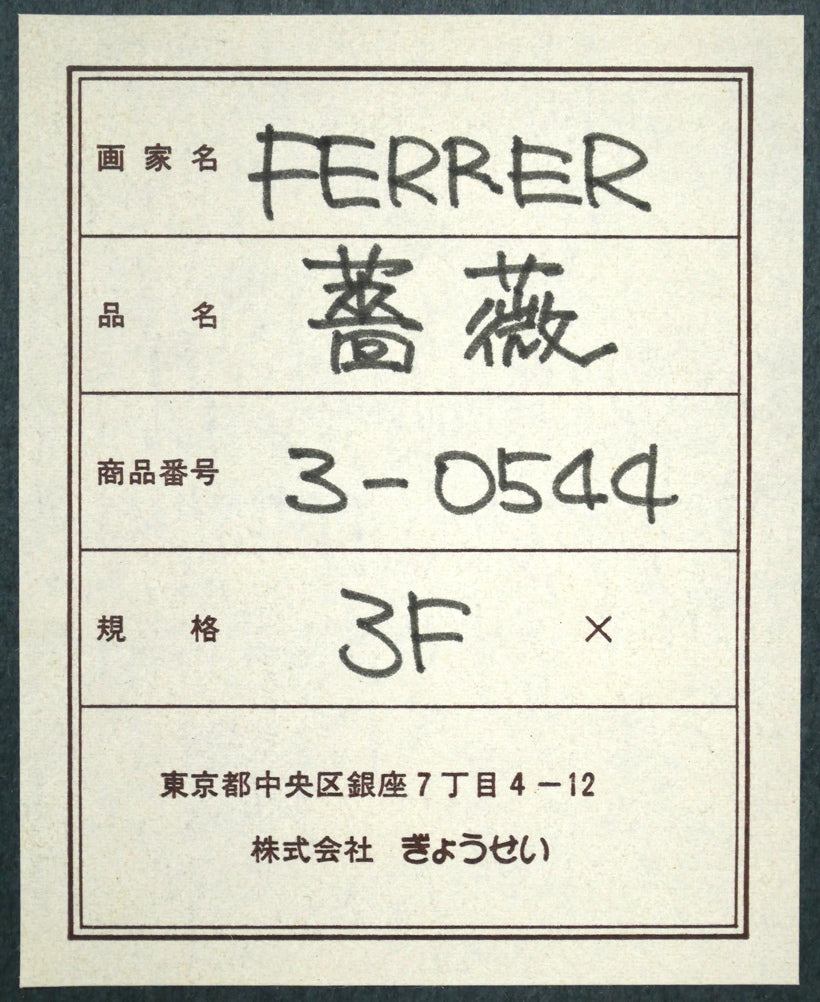 画家名 FERRER
品名 薔薇
商品番号 3-0544
規格 3F ×
東京都中央区銀座7丁目4-12
株式会社 ぎょうせい